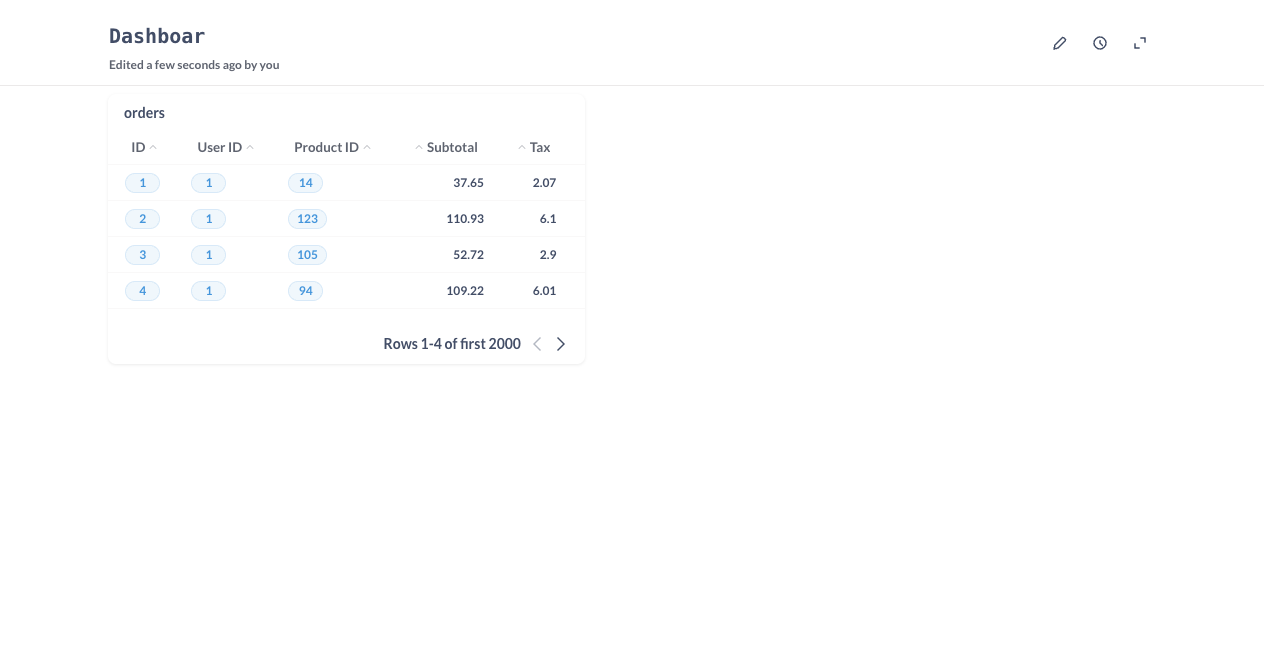 Dashboar
Edited a few seconds ago by you
orders
ID User ID Product ID Subtotal Tax
1 1 14 37.65 2.07
2 1 123 110.93 6.1
3 1 105 52.72 2.9
4 1 94 109.22 6.01
Rows 1-4 of first 2000